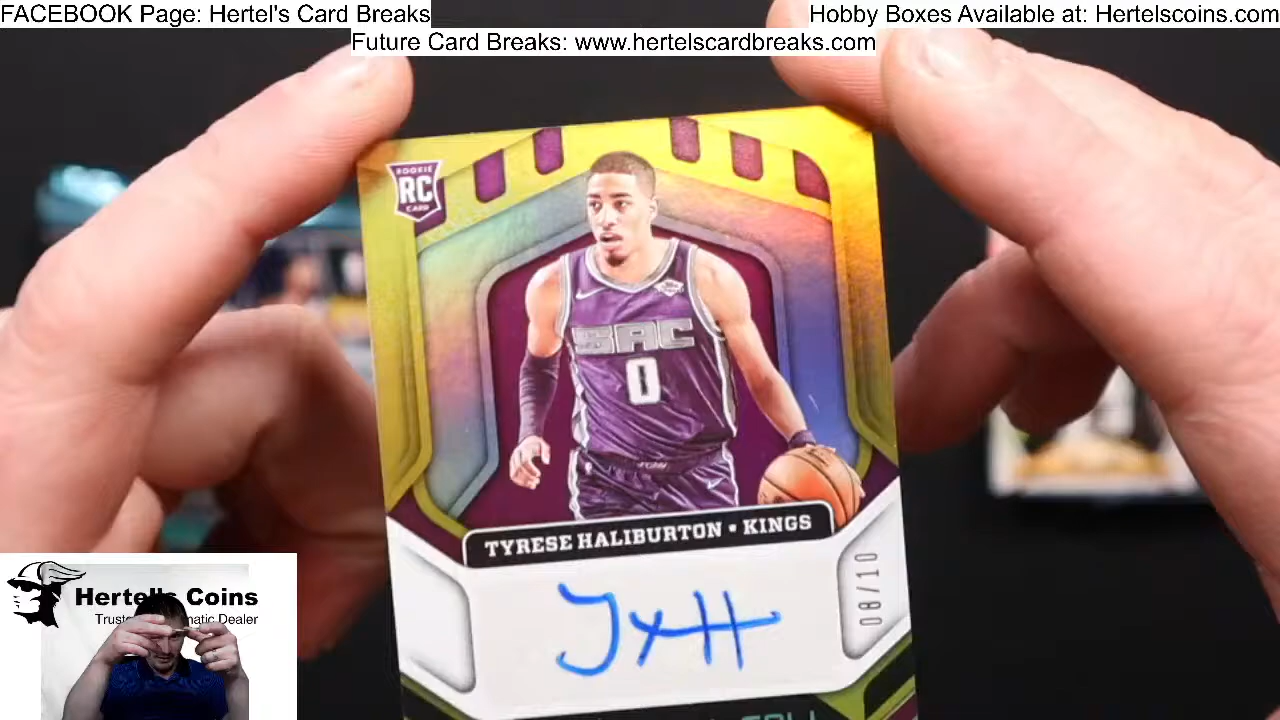 FACEBOOK Page: Hertel's Card Breaks
Hobby Boxes Available at: Hertelscoins.com
Future Card Breaks: www.hertelscardbreaks.com
ROOKIE
RC
CARD
SAC
0
TYRESE HALIBURTON • KINGS
08/10
TyH
Hertel's Coins